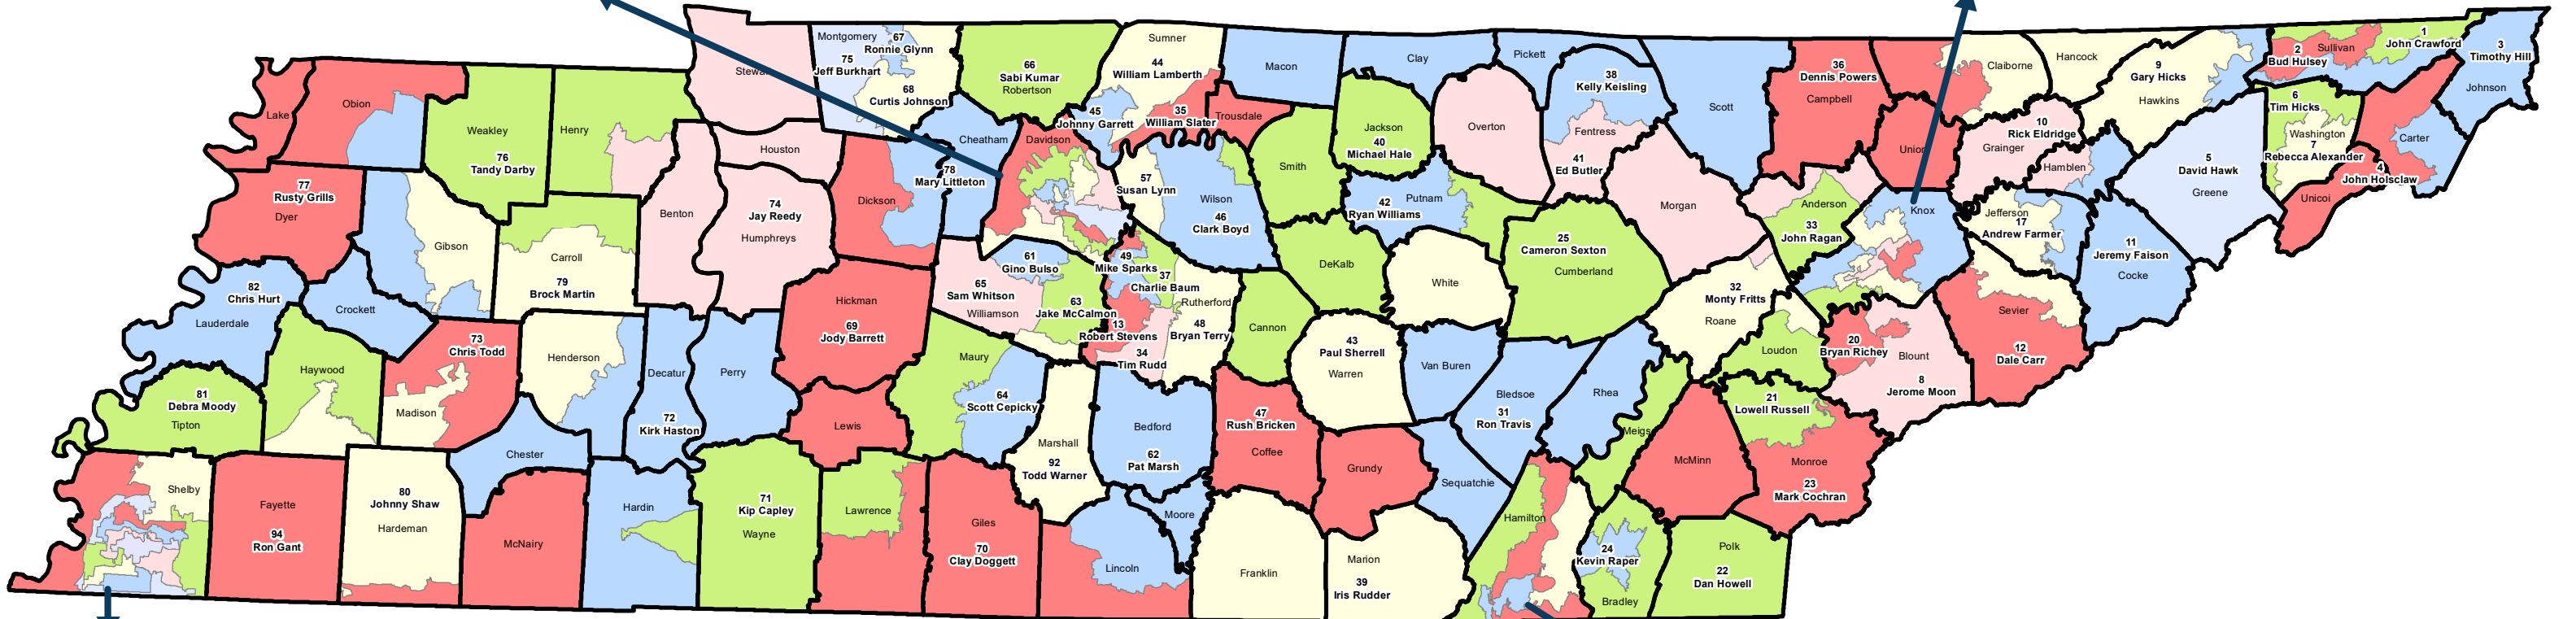 Stewart
Montgomery
75
Jeff Burkhart
67
Ronnie Glynn
68
Curtis Johnson
66
Sabi Kumar
Robertson
Sumner
44
William Lamberth
45
Johnny Garrett
35
William Slater
Trousdale
Macon
Clay
Pickett
38
Kelly Keisling
Fentress
41
Ed Butler
Overton
Jackson
40
Michael Hale
Scott
36
Dennis Powers
Campbell
Union
Claiborne
Hancock
9
Gary Hicks
Hawkins
2
Bud Hulsey
Sullivan
1
John Crawford
3
Timothy Hill
Johnson
6
Tim Hicks
Washington
7
Rebecca Alexander
Carter
4
John Holsclaw
Unicoi
5
David Hawk
Greene
10
Rick Eldridge
Grainger
Hamblen
Jefferson
17
Andrew Farmer
11
Jeremy Faison
Cocke
Knox
Anderson
33
John Ragan
Morgan
Lake
Obion
Weakley
76
Tandy Darby
Henry
Houston
Benton
74
Jay Reedy
Humphreys
Dickson
Cheatham
78
Mary Littleton
Davidson
57
Susan Lynn
Wilson
46
Clark Boyd
Smith
42
Ryan Williams
Putnam
77
Rusty Grills
Dyer
Gibson
Carroll
79
Brock Martin
DeKalb
White
25
Cameron Sexton
Cumberland
32
Monty Fritts
Roane
82
Chris Hurt
Lauderdale
Crockett
Haywood
73
Chris Todd
Madison
Henderson
Decatur
72
Kirk Haston
Perry
Hickman
69
Jody Barrett
Lewis
65
Sam Whitson
Williamson
61
Gino Bulso
63
Jake McCalmon
49
Mike Sparks
37
Charlie Baum
Rutherford
13
Robert Stevens
34
Tim Rudd
48
Bryan Terry
Cannon
43
Paul Sherrell
Warren
Van Buren
Bledsoe
31
Ron Travis
Rhea
Meigs
Loudon
20
Bryan Richey
Blount
8
Jerome Moon
Sevier
12
Dale Carr
21
Lowell Russell
Monroe
23
Mark Cochran
McMinn
81
Debra Moody
Tipton
Shelby
Fayette
94
Ron Gant
80
Johnny Shaw
Hardeman
Chester
McNairy
Hardin
71
Kip Capley
Wayne
Lawrence
Maury
64
Scott Cepicky
Giles
70
Clay Doggett
Marshall
92
Todd Warner
Bedford
62
Pat Marsh
Moore
Lincoln
47
Rush Bricken
Coffee
Grundy
Sequatchie
Franklin
Marion
39
Iris Rudder
Hamilton
24
Kevin Raper
Bradley
Polk
22
Dan Howell